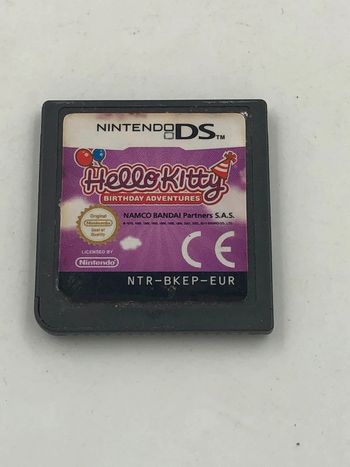 NINTENDO DS™
Hello Kitty
BIRTHDAY ADVENTURES
Original
Nintendo
Seal of
Quality
NAMCO BANDAI Partners S.A.S.
LICENSED BY
Nintendo
CE
NTR-BKEP-EUR